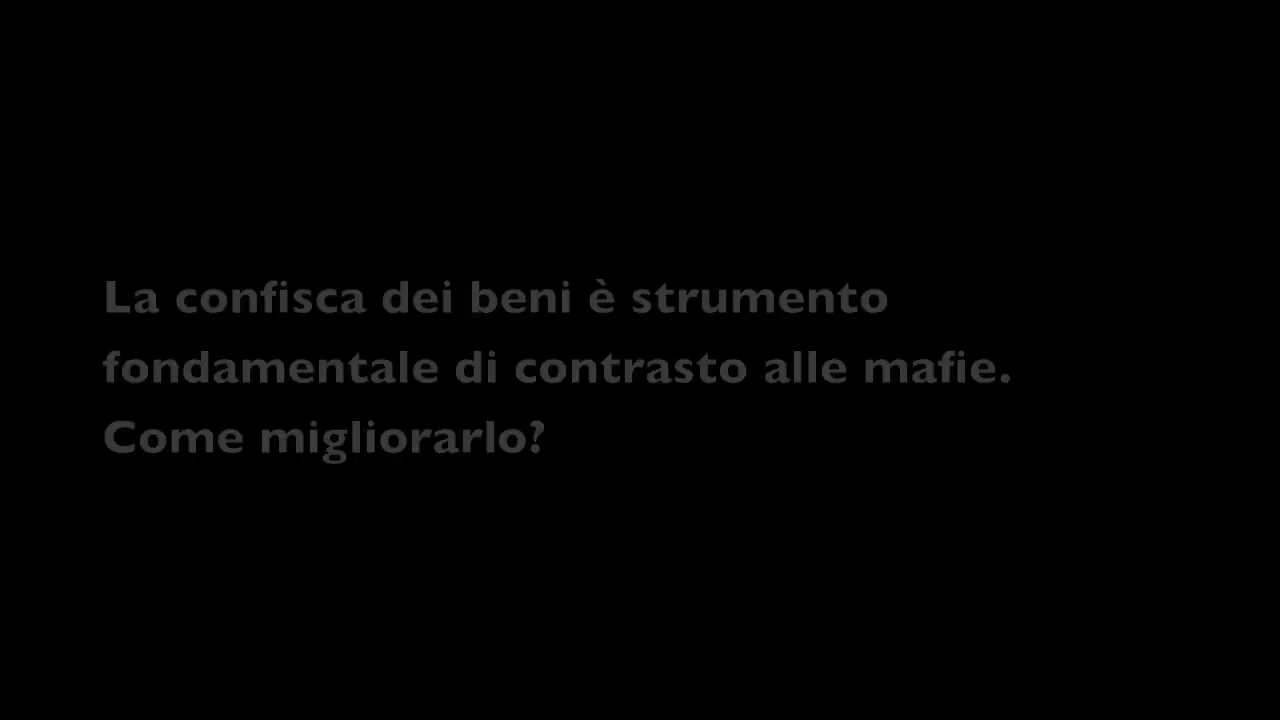 La confisca dei beni è strumento
fondamentale di contrasto alle mafie.
Come migliorarlo?